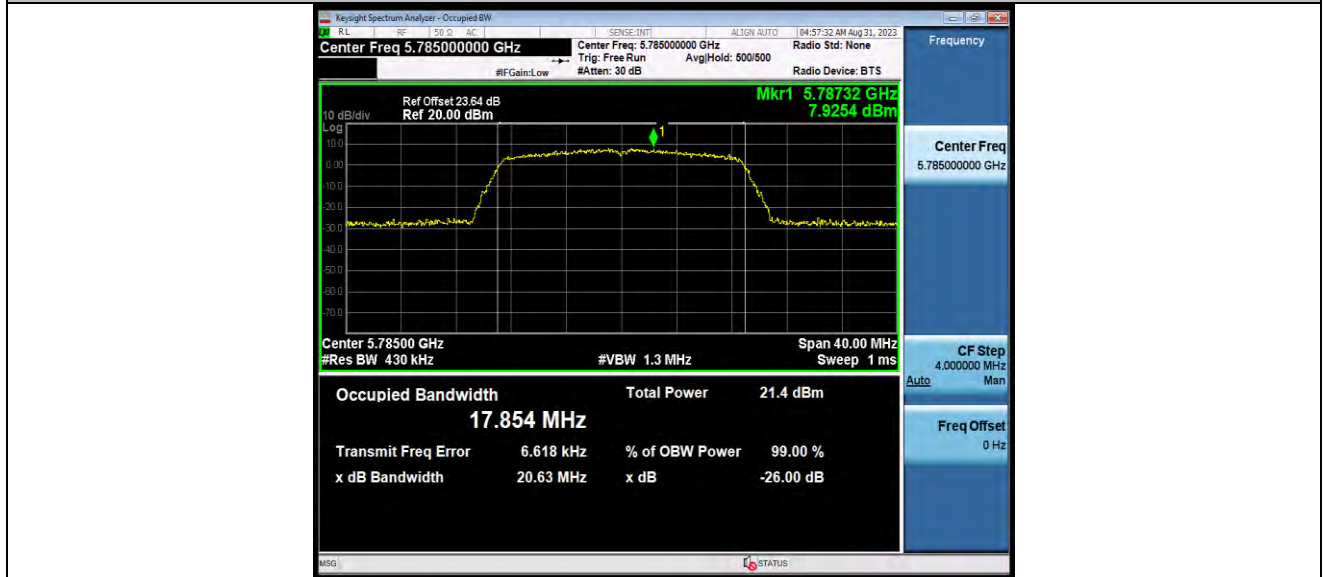 Keysight Spectrum Analyzer - Occupied BW
RL RF 50 Ω AC SENSE:INT ALIGN AUTO 04:57:32 AM Aug 31, 2023
Center Freq 5.785000000 GHz
Center Freq: 5.785000000 GHz
Radio Std: None
Trig: Free Run Avg|Hold: 500/500
#IFGain:Low #Atten: 30 dB Radio Device: BTS
Frequency
Mkr1 5.78732 GHz
7.9254 dBm
Ref Offset 23.64 dB
10 dB/div Ref 20.00 dBm
Log
1
10.0
0.00
-10.0
-20.0
-30.0
-40.0
-50.0
-60.0
-70.0
Center 5.78500 GHz Span 40.00 MHz
#Res BW 430 kHz #VBW 1.3 MHz Sweep 1 ms
Center Freq
5.785000000 GHz
CF Step
4.000000 MHz
Auto Man
Freq Offset
0 Hz
Occupied Bandwidth Total Power 21.4 dBm
17.854 MHz
Transmit Freq Error 6.618 kHz % of OBW Power 99.00 %
x dB Bandwidth 20.63 MHz x dB -26.00 dB
MSG STATUS